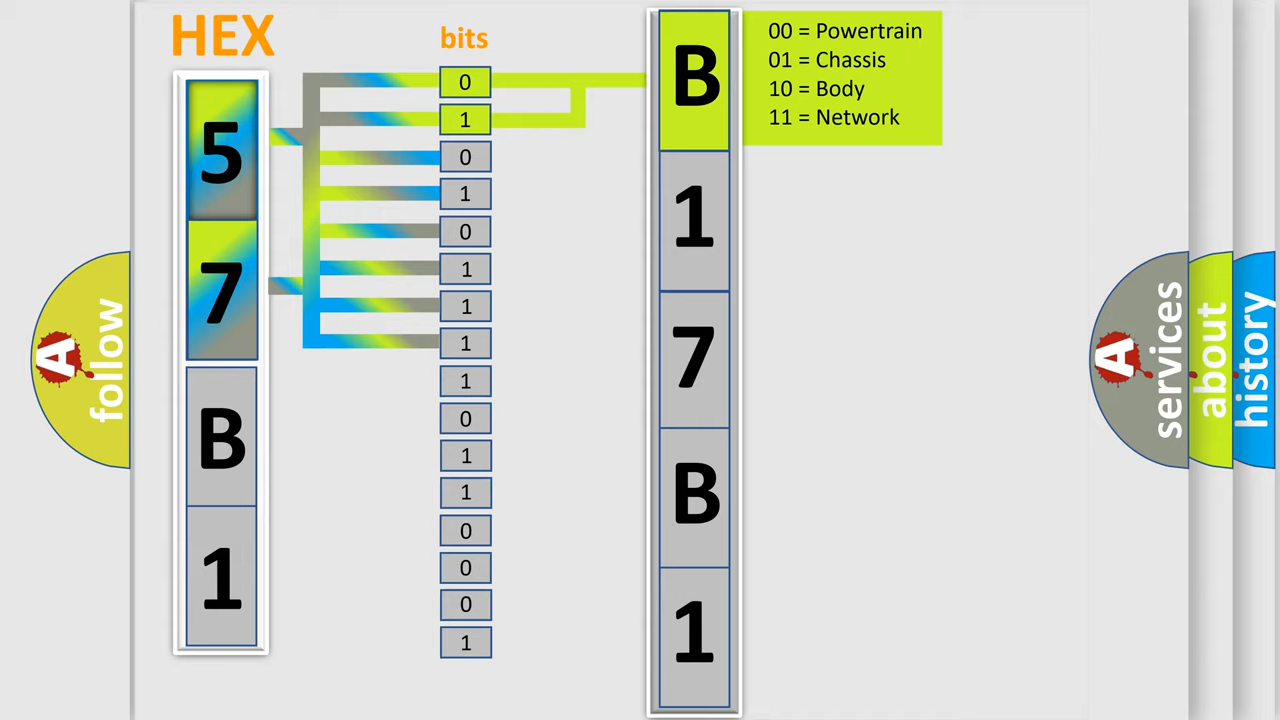 HEX
bits
5
7
B
1
0
1
0
1
0
1
1
1
1
0
1
1
0
0
0
1
B
1
7
B
1
00 = Powertrain
01 = Chassis
10 = Body
11 = Network
A
follow
A
services
about
history